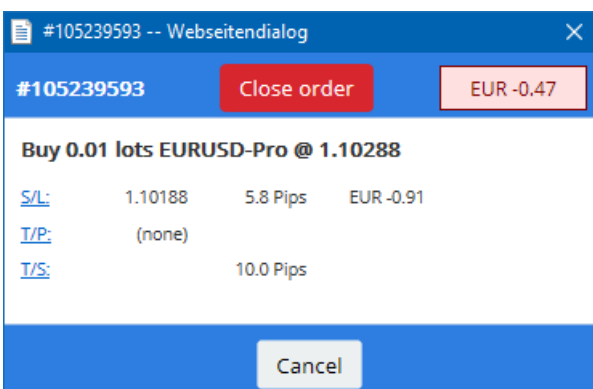 #105239593 -- Webseitendialog
#105239593 Close order EUR -0.47
Buy 0.01 lots EURUSD-Pro @ 1.10288
S/L: 1.10188 5.8 Pips EUR -0.91
T/P: (none)
T/S: 10.0 Pips
Cancel